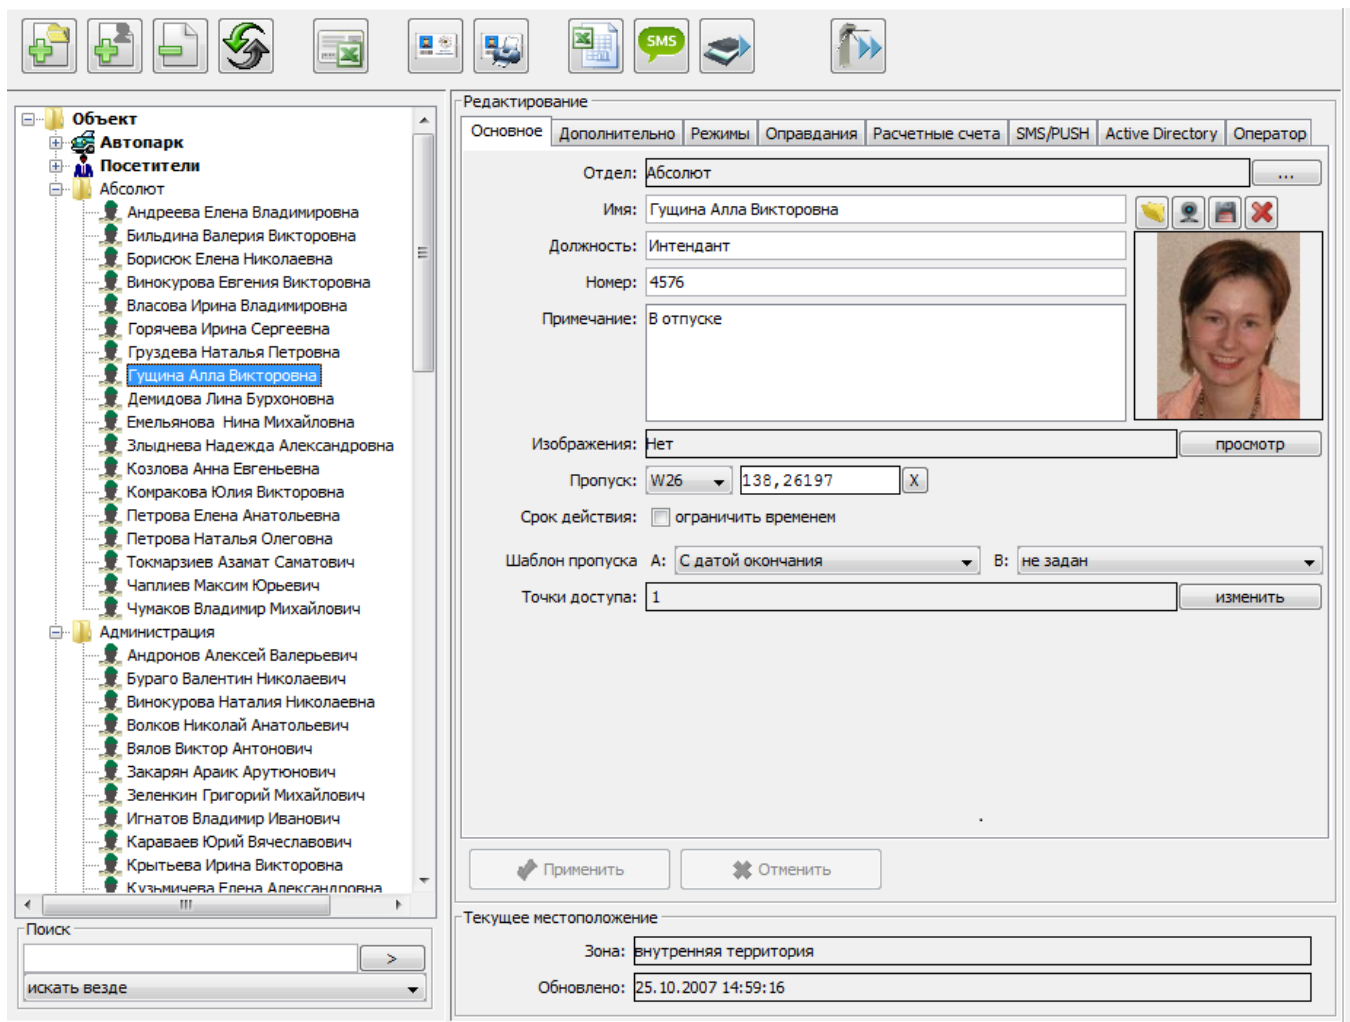 SMS
Объект
Автопарк
Посетители
Абсолют
Андреева Елена Владимировна
Бильдина Валерия Викторовна
Борисюк Елена Николаевна
Винокурова Евгения Викторовна
Власова Ирина Владимировна
Горячева Ирина Сергеевна
Груздева Наталья Петровна
Гущина Алла Викторовна
Демидова Лина Бурхоновна
Емельянова Нина Михайловна
Злыднева Надежда Александровна
Козлова Анна Евгеньевна
Комракова Юлия Викторовна
Петрова Елена Анатольевна
Петрова Наталья Олеговна
Токмарзиев Азамат Саматович
Чаплиев Максим Юрьевич
Чумаков Владимир Михайлович
Администрация
Андронов Алексей Валерьевич
Бураго Валентин Николаевич
Винокурова Наталия Николаевна
Волков Николай Анатольевич
Вялов Виктор Антонович
Закарян Араик Арутюнович
Зеленкин Григорий Михайлович
Игнатов Владимир Иванович
Караваев Юрий Вячеславович
Крытьева Ирина Викторовна
Кузьмичева Елена Александровна
Поиск
>
искать везде
Редактирование
Основное Дополнительно Режимы Оправдания Расчетные счета SMS/PUSH Active Directory Оператор
Отдел: Абсолют ...
Имя: Гущина Алла Викторовна
Должность: Интендант
Номер: 4576
Примечание: В отпуске
Изображения: Нет просмотр
Пропуск: W26 138,26197 X
Срок действия: ограничить временем
Шаблон пропуска А: С датой окончания В: не задан
Точки доступа: 1 изменить
Применить Отменить
Текущее местоположение
Зона: внутренняя территория
Обновлено: 25.10.2007 14:59:16